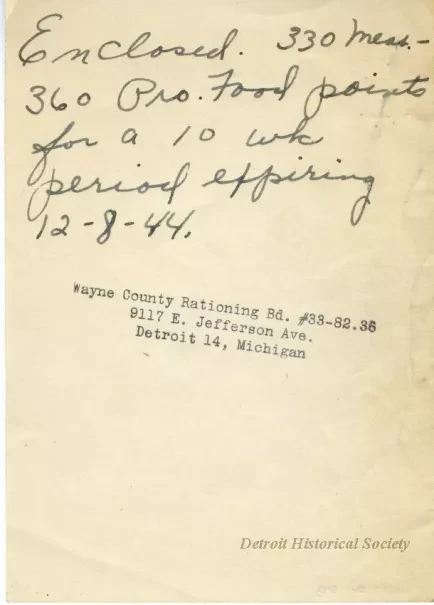 Enclosed. 330 Meat.-
360 Pro. Food points
for a 10 wk
period expiring
12-8-44.
Wayne County Rationing Bd. #33-82.36
9117 E. Jefferson Ave.
Detroit 14, Michigan
Detroit Historical Society